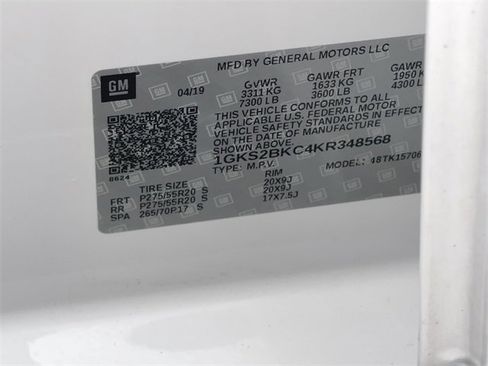 MFD BY GENERAL MOTORS LLC
GM 04/19 GVWR GAWR FRT GAWR
3311 KG 1633 KG 1950
7300 LB 3600 LB 4300
THIS VEHICLE CONFORMS TO ALL
APPLICABLE U.S. FEDERAL MOTOR
VEHICLE SAFETY STANDARDS IN EFFECT
ON THE DATE OF MANUFACTURE
SHOWN ABOVE.
1GKS2BKC4KR348568
8624 TYPE: M.P.V. MODEL: 48TK15706
TIRE SIZE RIM
FRT P275/55R20 S 20X9J
RR P275/55R20 S 20X9J
SPA 265/70R17 S 17X7.5J